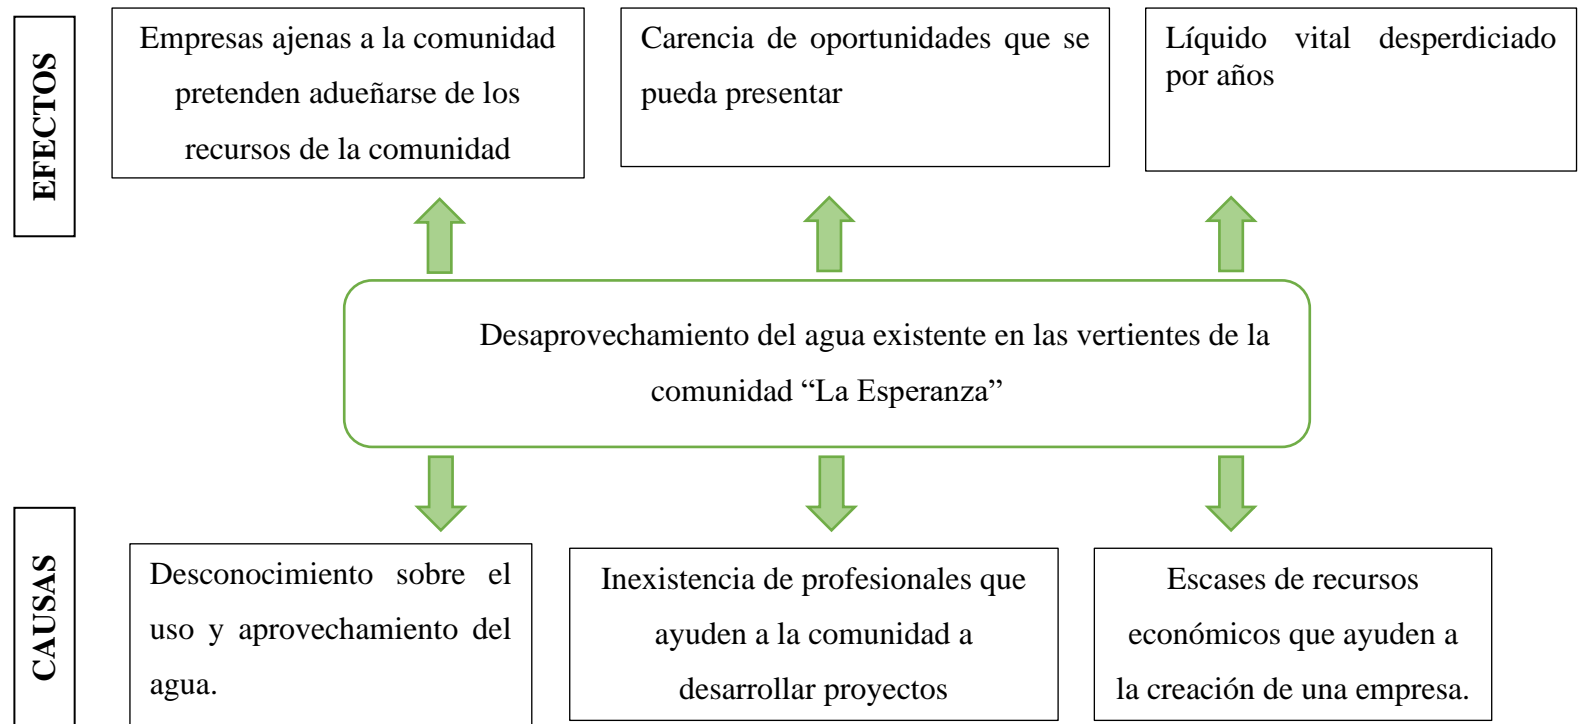 EFECTOS
Empresas ajenas a la comunidad
pretenden adueñarse de los
recursos de la comunidad
Carencia de oportunidades que se
pueda presentar
Líquido vital desperdiciado
por años
Desaprovechamiento del agua existente en las vertientes de la
comunidad “La Esperanza”
CAUSAS
Desconocimiento sobre el
uso y aprovechamiento del
agua.
Inexistencia de profesionales que
ayuden a la comunidad a
desarrollar proyectos
Escases de recursos
económicos que ayuden a
la creación de una empresa.